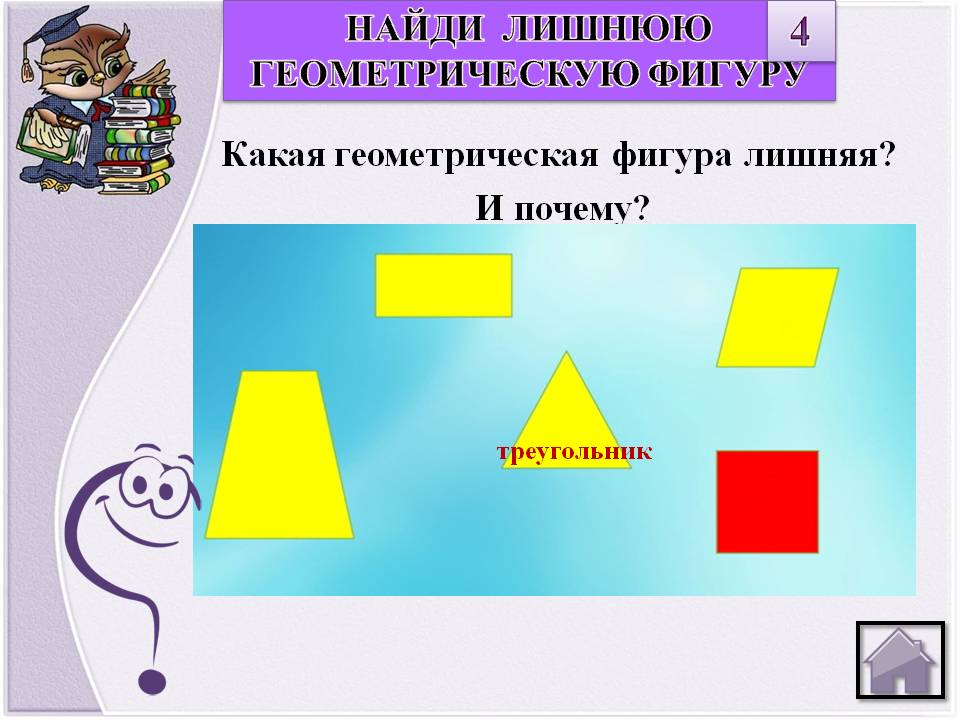 НАЙДИ ЛИШНЮЮ
ГЕОМЕТРИЧЕСКУЮ ФИГУРУ
4
Какая геометрическая фигура лишняя?
И почему?
треугольник